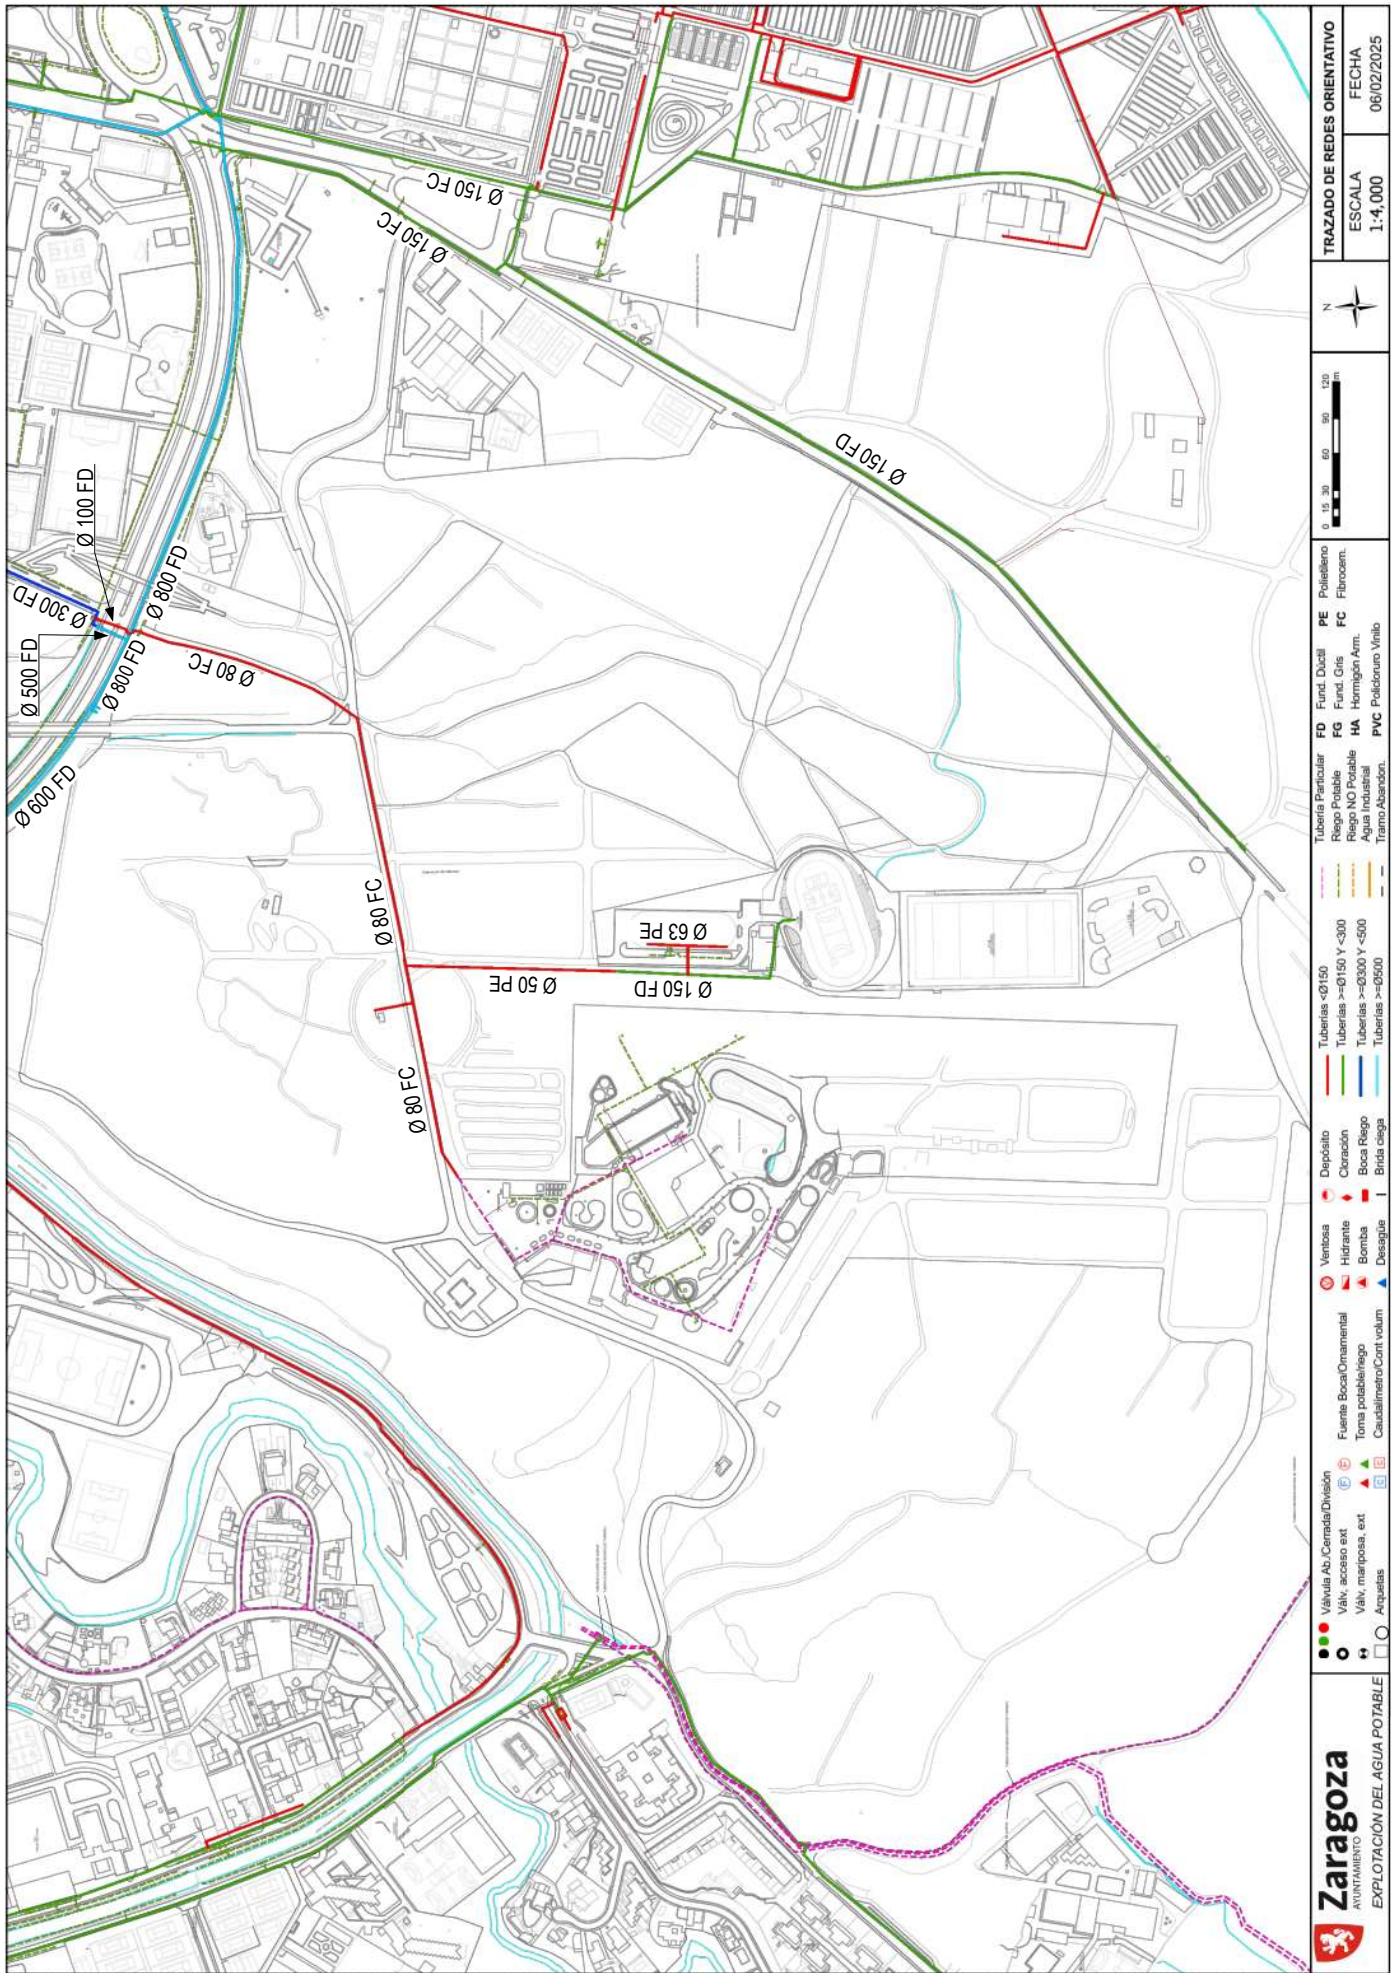 Ø 600 FD
Ø 500 FD
Ø 800 FD
Ø 300 FD
Ø 100 FD
Ø 800 FD
Ø 80 FC
Ø 150 FC
Ø 150 FC
Ø 80 FC
Ø 80 FC
Ø 50 PE
Ø 150 FD
Ø 63 PE
Ø 150 FD
Zaragoza
AYUNTAMIENTO
EXPLOTACIÓN DEL AGUA POTABLE
Válvula Ab./Cerrada/División
Válv, acceso ext
Válv, mariposa, ext
Arquetas
F F Fuente Boca/Ornamental
Toma potable/riego
C C Caudalímetro/Cont volum
Ventosa
Hidrante
Bomba
Desagüe
Depósito
Cloración
Boca Riego
Brida ciega
Tuberías <Ø150
Tuberías >=Ø150 Y <300
Tuberías >=Ø300 Y <500
Tuberías >=Ø500
Tubería Particular
Riego Potable
Riego NO Potable
Agua Industrial
Tramo Abandon.
FD Fund. Dúctil
FG Fund. Gris
HA Hormigón Arm.
PVC Policloruro Vinilo
PE Polietileno
FC Fibrocem.
0 15 30 60 90 120
m
N
TRAZADO DE REDES ORIENTATIVO
ESCALA
1:4,000
FECHA
06/02/2025